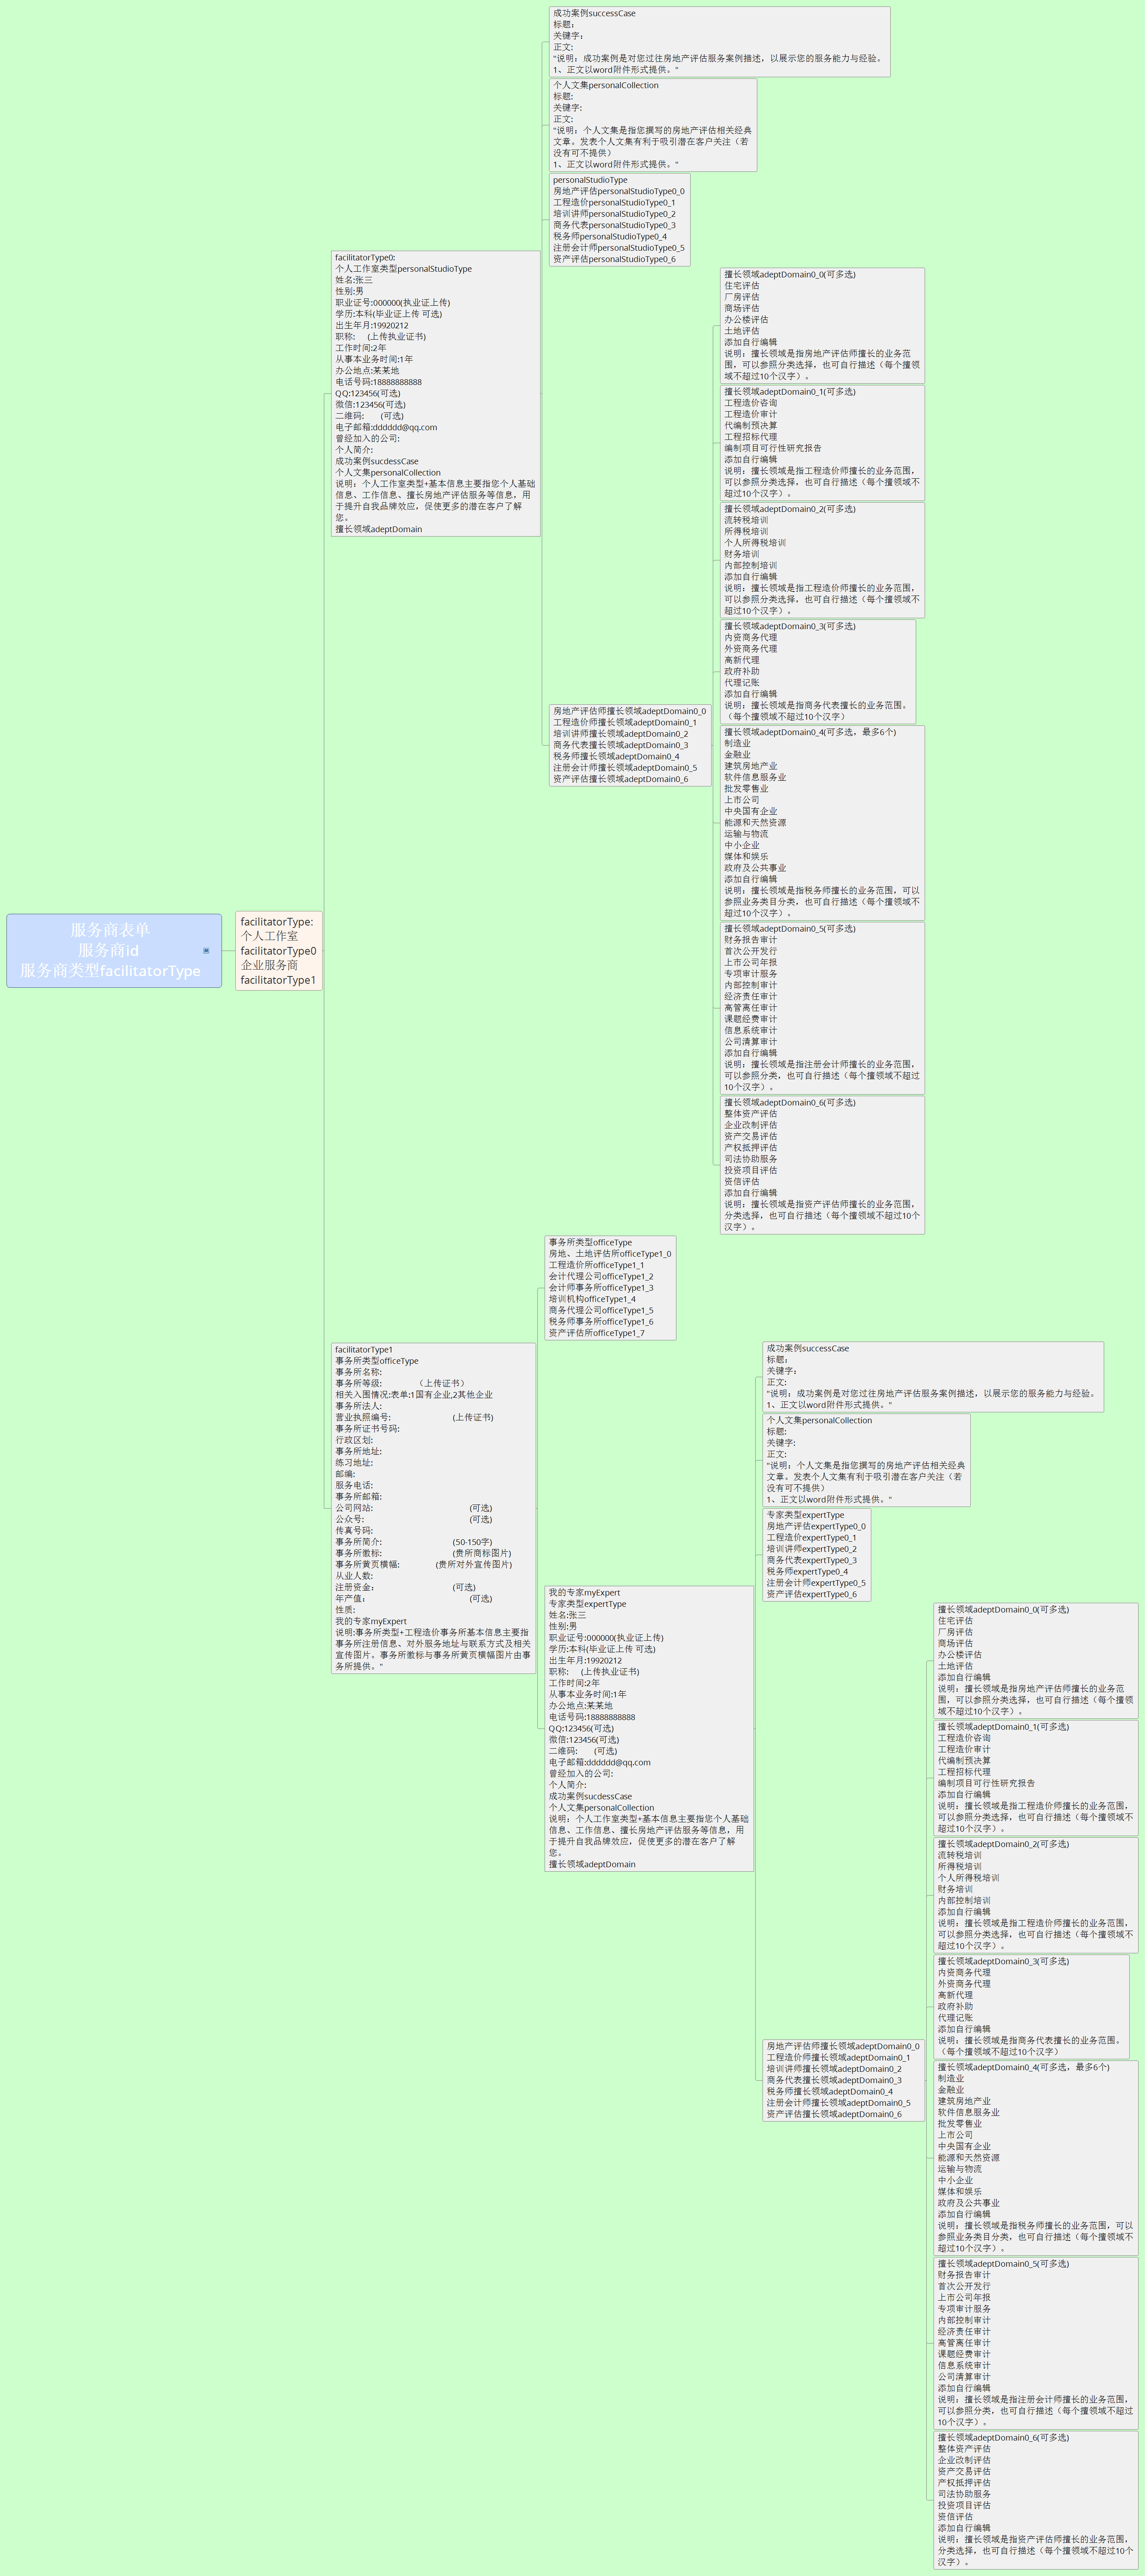 服务商表单
服务商id
服务商类型facilitatorType
facilitatorType:
个人工作室
facilitatorType0
企业服务商
facilitatorType1
facilitatorType0:
个人工作室类型personalStudioType
姓名:张三
性别:男
职业证号:000000(执业证上传)
学历:本科(毕业证上传 可选)
出生年月:19920212
职称: (上传执业证书)
工作时间:2年
从事本业务时间:1年
办公地点:某某地
电话号码:18888888888
QQ:123456(可选)
微信:123456(可选)
二维码: (可选)
电子邮箱:dddddd@qq.com
曾经加入的公司:
个人简介:
成功案例sucdessCase
个人文集personalCollection
说明：个人工作室类型+基本信息主要指您个人基础
信息、工作信息、擅长房地产评估服务等信息，用
于提升自我品牌效应，促使更多的潜在客户了解
您。
擅长领域adeptDomain
成功案例successCase
标题：
关键字：
正文:
"说明：成功案例是对您过往房地产评估服务案例描述，以展示您的服务能力与经验。
1、正文以word附件形式提供。"
个人文集personalCollection
标题:
关键字:
正文:
"说明：个人文集是指您撰写的房地产评估相关经典
文章。发表个人文集有利于吸引潜在客户关注（若
没有可不提供）
1、正文以word附件形式提供。"
personalStudioType
房地产评估personalStudioType0_0
工程造价personalStudioType0_1
培训讲师personalStudioType0_2
商务代表personalStudioType0_3
税务师personalStudioType0_4
注册会计师personalStudioType0_5
资产评估personalStudioType0_6
房地产评估师擅长领域adeptDomain0_0
工程造价师擅长领域adeptDomain0_1
培训讲师擅长领域adeptDomain0_2
商务代表擅长领域adeptDomain0_3
税务师擅长领域adeptDomain0_4
注册会计师擅长领域adeptDomain0_5
资产评估擅长领域adeptDomain0_6
擅长领域adeptDomain0_0(可多选)
住宅评估
厂房评估
商场评估
办公楼评估
土地评估
添加自行编辑
说明：擅长领域是指房地产评估师擅长的业务范
围，可以参照分类选择，也可自行描述（每个擅领
域不超过10个汉字）。
擅长领域adeptDomain0_1(可多选)
工程造价咨询
工程造价审计
代编制预决算
工程招标代理
编制项目可行性研究报告
添加自行编辑
说明：擅长领域是指工程造价师擅长的业务范围，
可以参照分类选择，也可自行描述（每个擅领域不
超过10个汉字）。
擅长领域adeptDomain0_2(可多选)
流转税培训
所得税培训
个人所得税培训
财务培训
内部控制培训
添加自行编辑
说明：擅长领域是指工程造价师擅长的业务范围，
可以参照分类选择，也可自行描述（每个擅领域不
超过10个汉字）。
擅长领域adeptDomain0_3(可多选)
内资商务代理
外资商务代理
高新代理
政府补助
代理记账
添加自行编辑
说明：擅长领域是指商务代表擅长的业务范围。
（每个擅领域不超过10个汉字）
擅长领域adeptDomain0_4(可多选，最多6个)
制造业
金融业
建筑房地产业
软件信息服务业
批发零售业
上市公司
中央国有企业
能源和天然资源
运输与物流
中小企业
媒体和娱乐
政府及公共事业
添加自行编辑
说明：擅长领域是指税务师擅长的业务范围，可以
参照业务类目分类，也可自行描述（每个擅领域不
超过10个汉字）。
擅长领域adeptDomain0_5(可多选)
财务报告审计
首次公开发行
上市公司年报
专项审计服务
内部控制审计
经济责任审计
高管离任审计
课题经费审计
信息系统审计
公司清算审计
添加自行编辑
说明：擅长领域是指注册会计师擅长的业务范围，
可以参照分类，也可自行描述（每个擅领域不超过
10个汉字）。
擅长领域adeptDomain0_6(可多选)
整体资产评估
企业改制评估
资产交易评估
产权抵押评估
司法协助服务
投资项目评估
资信评估
添加自行编辑
说明：擅长领域是指资产评估师擅长的业务范围，
分类选择，也可自行描述（每个擅领域不超过10个
汉字）。
facilitatorType1
事务所类型officeType
事务所名称:
事务所等级: （上传证书）
相关入围情况:表单:1国有企业,2其他企业
事务所法人:
营业执照编号: (上传证书)
事务所证书号码:
行政区划:
事务所地址:
练习地址:
邮编:
服务电话:
事务所邮箱:
公司网站: (可选)
公众号: (可选)
传真号码:
事务所简介: (50-150字)
事务所徽标: (贵所商标图片)
事务所黄页横幅: (贵所对外宣传图片)
从业人数:
注册资金： (可选)
年产值： (可选)
性质:
我的专家myExpert
说明:事务所类型+工程造价事务所基本信息主要指
事务所注册信息、对外服务地址与联系方式及相关
宣传图片。事务所徽标与事务所黄页横幅图片由事
务所提供。"
事务所类型officeType
房地、土地评估所officeType1_0
工程造价所officeType1_1
会计代理公司officeType1_2
会计师事务所officeType1_3
培训机构officeType1_4
商务代理公司officeType1_5
税务师事务所officeType1_6
资产评估所officeType1_7
我的专家myExpert
专家类型expertType
姓名:张三
性别:男
职业证号:000000(执业证上传)
学历:本科(毕业证上传 可选)
出生年月:19920212
职称: (上传执业证书)
工作时间:2年
从事本业务时间:1年
办公地点:某某地
电话号码:18888888888
QQ:123456(可选)
微信:123456(可选)
二维码: (可选)
电子邮箱:dddddd@qq.com
曾经加入的公司:
个人简介:
成功案例sucdessCase
个人文集personalCollection
说明：个人工作室类型+基本信息主要指您个人基础
信息、工作信息、擅长房地产评估服务等信息，用
于提升自我品牌效应，促使更多的潜在客户了解
您。
擅长领域adeptDomain
成功案例successCase
标题：
关键字：
正文:
"说明：成功案例是对您过往房地产评估服务案例描述，以展示您的服务能力与经验。
1、正文以word附件形式提供。"
个人文集personalCollection
标题:
关键字:
正文:
"说明：个人文集是指您撰写的房地产评估相关经典
文章。发表个人文集有利于吸引潜在客户关注（若
没有可不提供）
1、正文以word附件形式提供。"
专家类型expertType
房地产评估expertType0_0
工程造价expertType0_1
培训讲师expertType0_2
商务代表expertType0_3
税务师expertType0_4
注册会计师expertType0_5
资产评估expertType0_6
房地产评估师擅长领域adeptDomain0_0
工程造价师擅长领域adeptDomain0_1
培训讲师擅长领域adeptDomain0_2
商务代表擅长领域adeptDomain0_3
税务师擅长领域adeptDomain0_4
注册会计师擅长领域adeptDomain0_5
资产评估擅长领域adeptDomain0_6
擅长领域adeptDomain0_0(可多选)
住宅评估
厂房评估
商场评估
办公楼评估
土地评估
添加自行编辑
说明：擅长领域是指房地产评估师擅长的业务范
围，可以参照分类选择，也可自行描述（每个擅领
域不超过10个汉字）。
擅长领域adeptDomain0_1(可多选)
工程造价咨询
工程造价审计
代编制预决算
工程招标代理
编制项目可行性研究报告
添加自行编辑
说明：擅长领域是指工程造价师擅长的业务范围，
可以参照分类选择，也可自行描述（每个擅领域不
超过10个汉字）。
擅长领域adeptDomain0_2(可多选)
流转税培训
所得税培训
个人所得税培训
财务培训
内部控制培训
添加自行编辑
说明：擅长领域是指工程造价师擅长的业务范围，
可以参照分类选择，也可自行描述（每个擅领域不
超过10个汉字）。
擅长领域adeptDomain0_3(可多选)
内资商务代理
外资商务代理
高新代理
政府补助
代理记账
添加自行编辑
说明：擅长领域是指商务代表擅长的业务范围。
（每个擅领域不超过10个汉字）
擅长领域adeptDomain0_4(可多选，最多6个)
制造业
金融业
建筑房地产业
软件信息服务业
批发零售业
上市公司
中央国有企业
能源和天然资源
运输与物流
中小企业
媒体和娱乐
政府及公共事业
添加自行编辑
说明：擅长领域是指税务师擅长的业务范围，可以
参照业务类目分类，也可自行描述（每个擅领域不
超过10个汉字）。
擅长领域adeptDomain0_5(可多选)
财务报告审计
首次公开发行
上市公司年报
专项审计服务
内部控制审计
经济责任审计
高管离任审计
课题经费审计
信息系统审计
公司清算审计
添加自行编辑
说明：擅长领域是指注册会计师擅长的业务范围，
可以参照分类，也可自行描述（每个擅领域不超过
10个汉字）。
擅长领域adeptDomain0_6(可多选)
整体资产评估
企业改制评估
资产交易评估
产权抵押评估
司法协助服务
投资项目评估
资信评估
添加自行编辑
说明：擅长领域是指资产评估师擅长的业务范围，
分类选择，也可自行描述（每个擅领域不超过10个
汉字）。